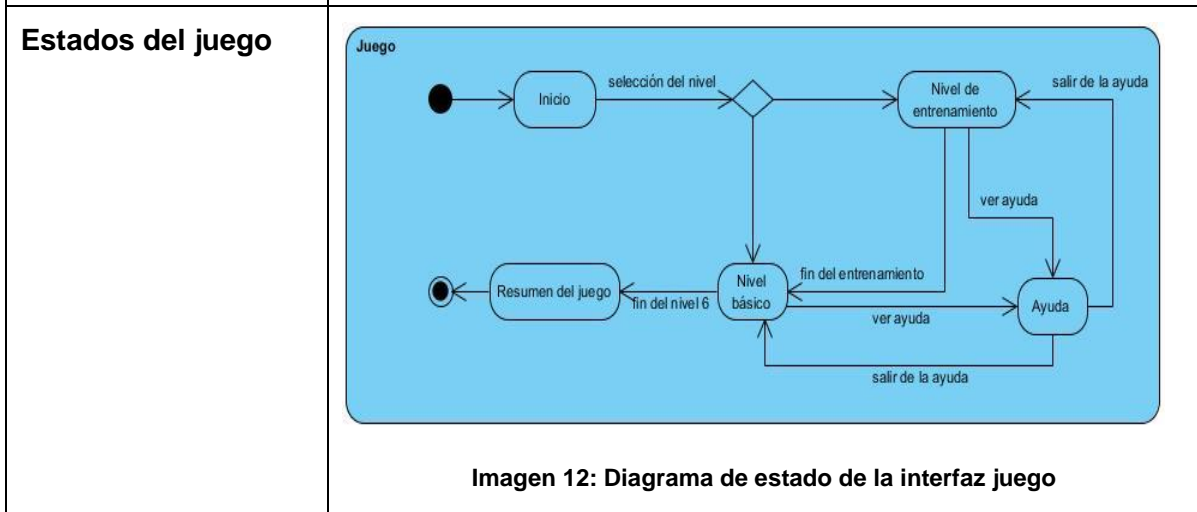 Estados del juego
Juego
Inicio
selección del nivel
Nivel de
entrenamiento
salir de la ayuda
ver ayuda
Resumen del juego
fin del nivel 6
Nivel
básico
fin del entrenamiento
ver ayuda
Ayuda
salir de la ayuda
Imagen 12: Diagrama de estado de la interfaz juego